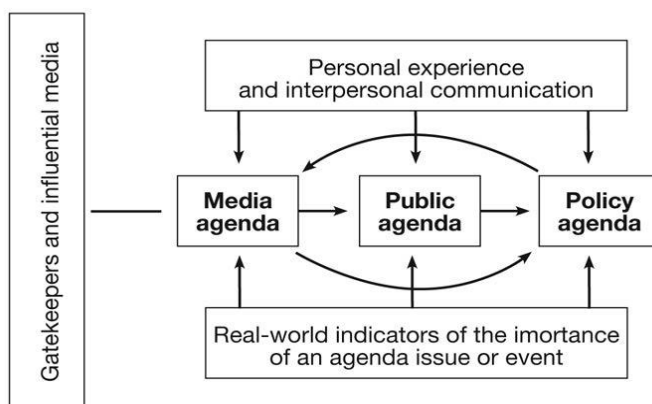 Gatekeepers and influential media
Personal experience
and interpersonal communication
Media
agenda
Public
agenda
Policy
agenda
Real-world indicators of the imortance
of an agenda issue or event